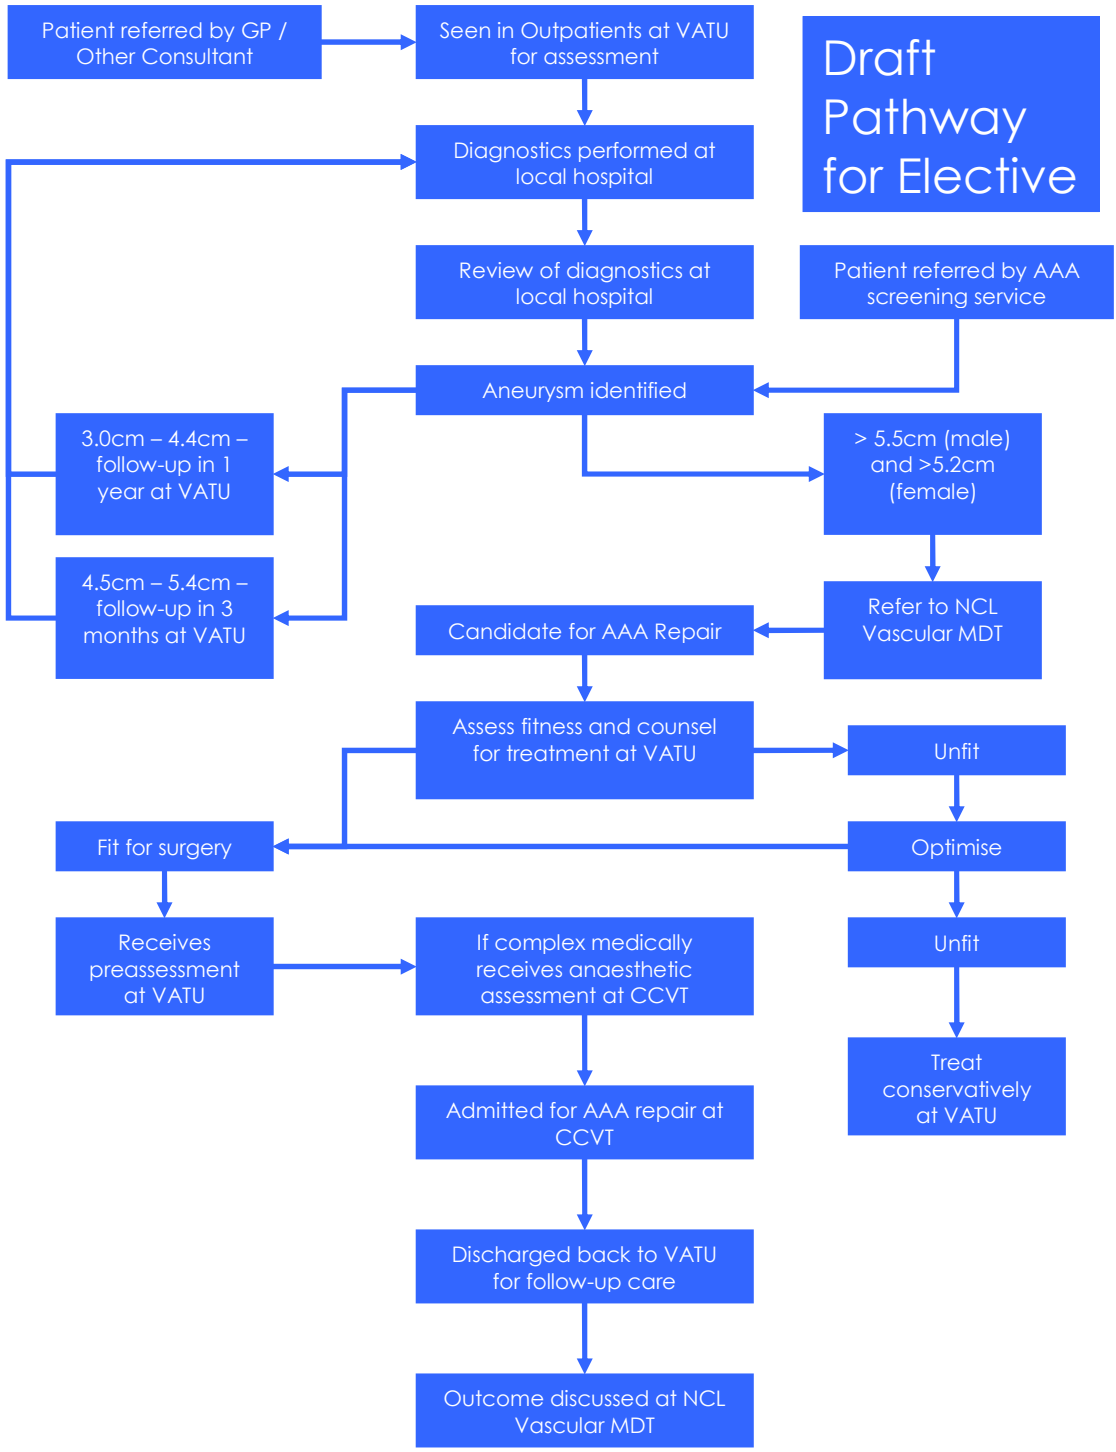 Patient referred by GP /
Other Consultant
Seen in Outpatients at VATU
for assessment
Draft
Pathway
for Elective
Diagnostics performed at
local hospital
Review of diagnostics at
local hospital
Patient referred by AAA
screening service
Aneurysm identified
3.0cm – 4.4cm –
follow-up in 1
year at VATU
> 5.5cm (male)
and >5.2cm
(female)
4.5cm – 5.4cm –
follow-up in 3
months at VATU
Refer to NCL
Vascular MDT
Candidate for AAA Repair
Assess fitness and counsel
for treatment at VATU
Unfit
Fit for surgery
Optimise
Receives
preassessment
at VATU
If complex medically
receives anaesthetic
assessment at CCVT
Unfit
Treat
conservatively
at VATU
Admitted for AAA repair at
CCVT
Discharged back to VATU
for follow-up care
Outcome discussed at NCL
Vascular MDT